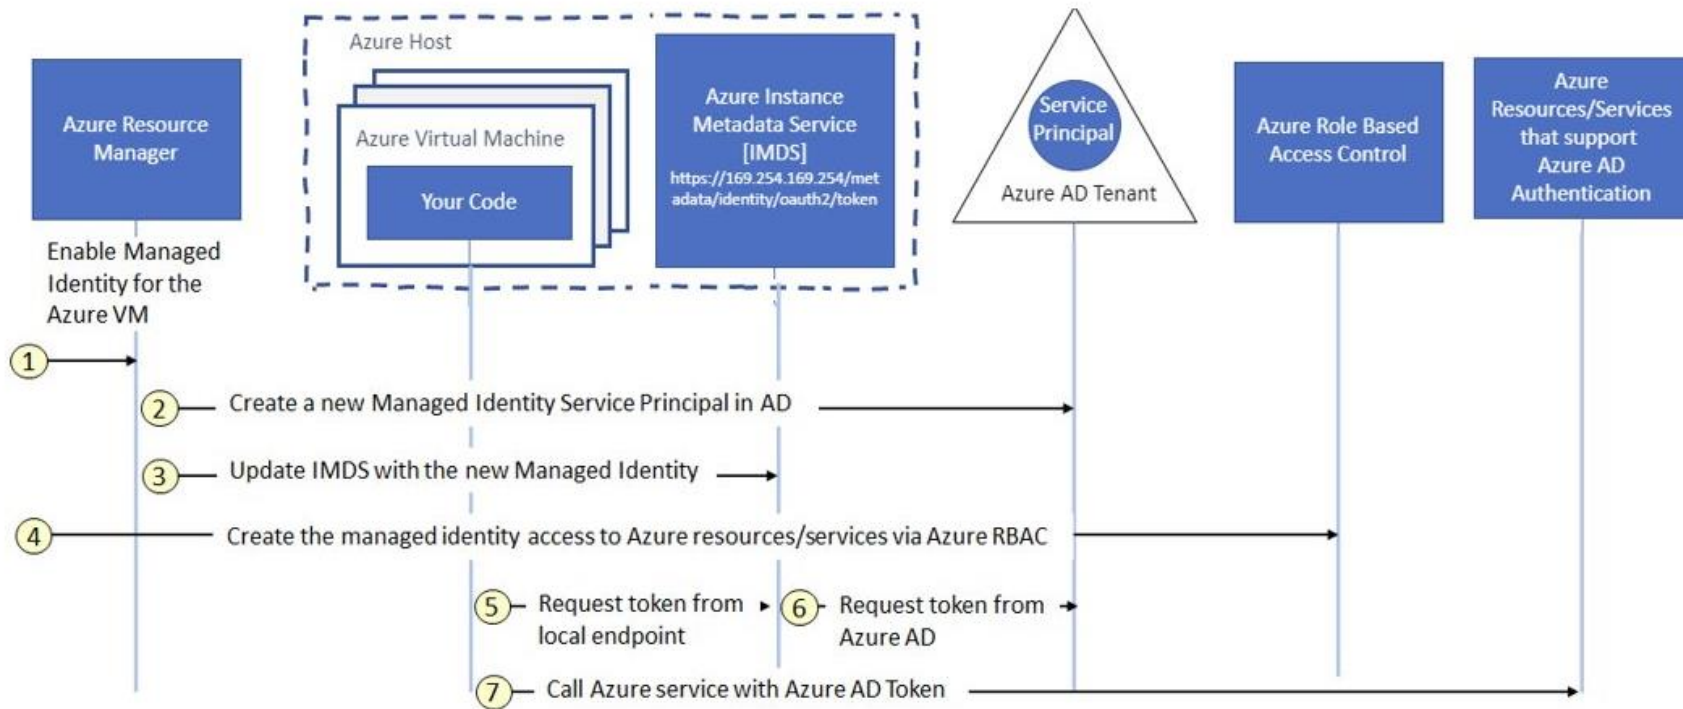 Azure Resource
Manager
Azure Host
Azure Virtual Machine
Your Code
Azure Instance
Metadata Service
[IMDS]
https://169.254.169.254/met
adata/identity/oauth2/token
Service
Principal
Azure AD Tenant
Azure Role Based
Access Control
Azure
Resources/Services
that support
Azure AD
Authentication
Enable Managed
Identity for the
Azure VM
1
2 Create a new Managed Identity Service Principal in AD
3 Update IMDS with the new Managed Identity
4 Create the managed identity access to Azure resources/services via Azure RBAC
5 Request token from
local endpoint
6 Request token from
Azure AD
7 Call Azure service with Azure AD Token